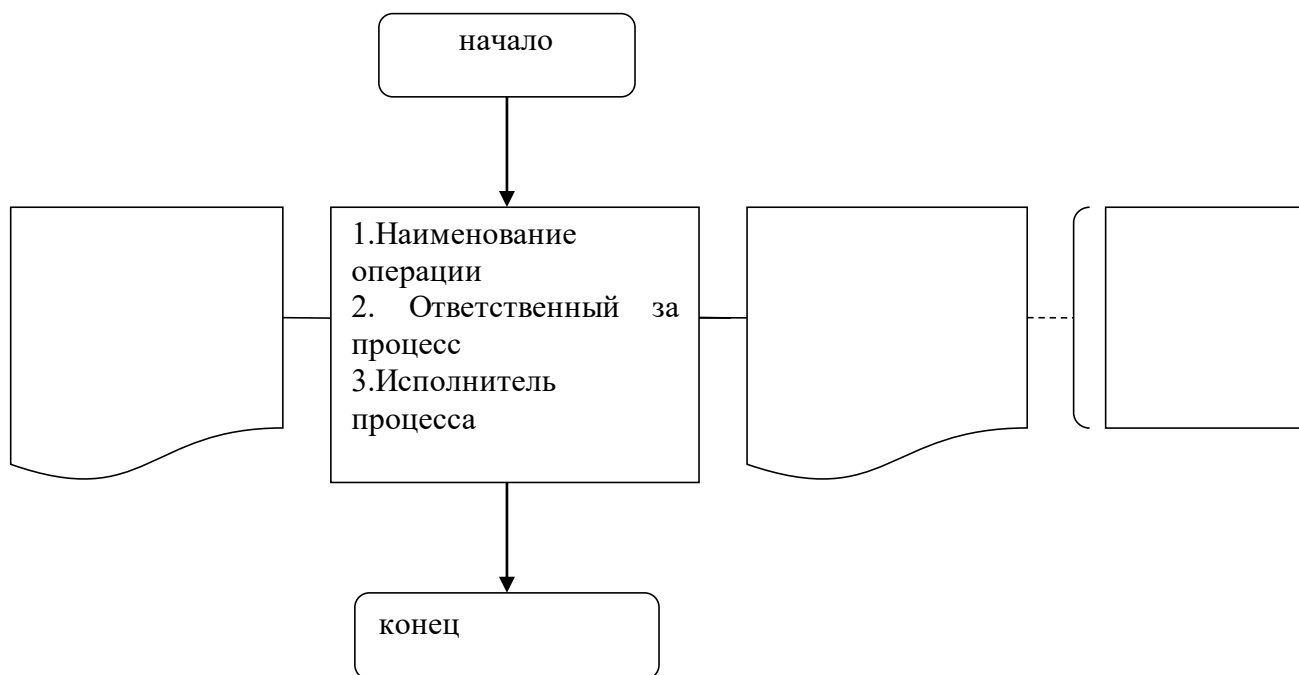 начало
1.Наименование
операции
2. Ответственный за
процесс
3.Исполнитель
процесса
конец